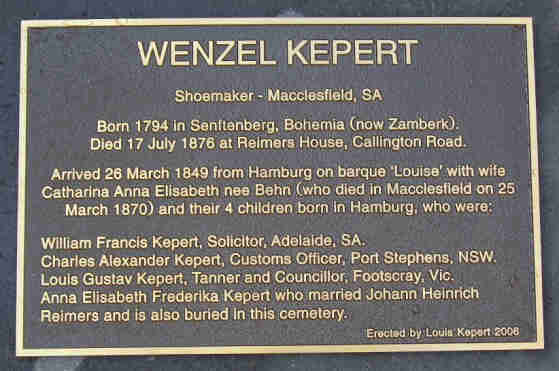 WENZEL KEPERT
Shoemaker - Macclesfield, SA
Born 1794 in Senftenberg, Bohemia (now Zamberk).
Died 17 July 1876 at Reimers House, Callington Road.
Arrived 26 March 1849 from Hamburg on barque 'Louise' with wife
Catharina Anna Elisabeth nee Behn (who died in Macclesfield on 25
March 1870) and their 4 children born in Hamburg, who were:
William Francis Kepert, Solicitor, Adelaide, SA.
Charles Alexander Kepert, Customs Officer, Port Stephens, NSW.
Louis Gustav Kepert, Tanner and Councillor, Footscray, Vic.
Anna Elisabeth Frederika Kepert who married Johann Heinrich
Reimers and is also buried in this cemetery.
Erected by Louis Kepert 2006